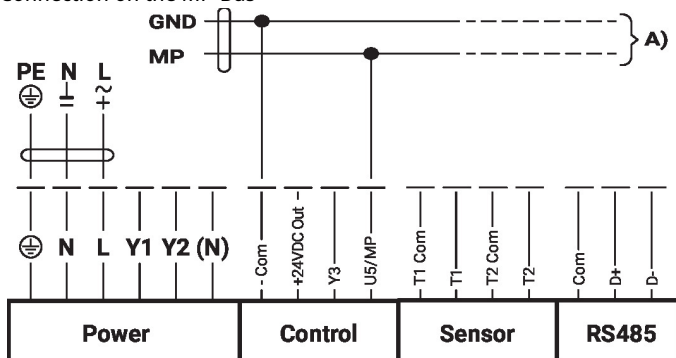 connection on the MP-Bus
GND
MP
A)
PE N L
N L Y1 Y2 (N)
- Com
+24VDC Out -
Y3
U5/MP
T1 Com
T1
T2 Com
T2
Com
D+
D-
Power
Control
Sensor
RS485